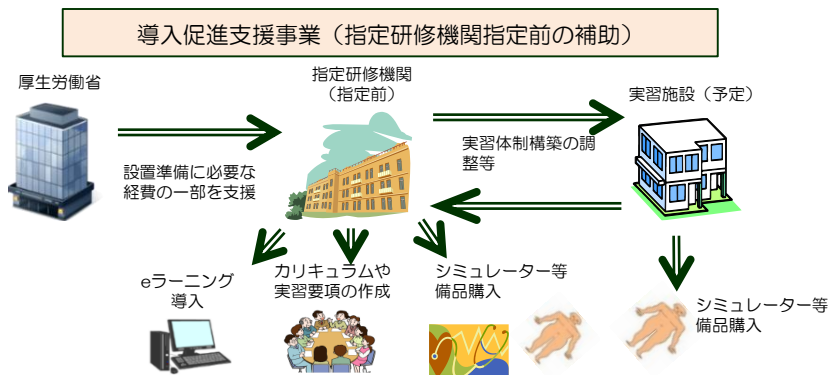 導入促進支援事業（指定研修機関指定前の補助）
厚生労働省
指定研修機関
（指定前）
実習施設（予定）
設置準備に必要な
経費の一部を支援
実習体制構築の調
整等
eラーニング
導入
カリキュラムや
実習要項の作成
シミュレーター等
備品購入
シミュレーター等
備品購入